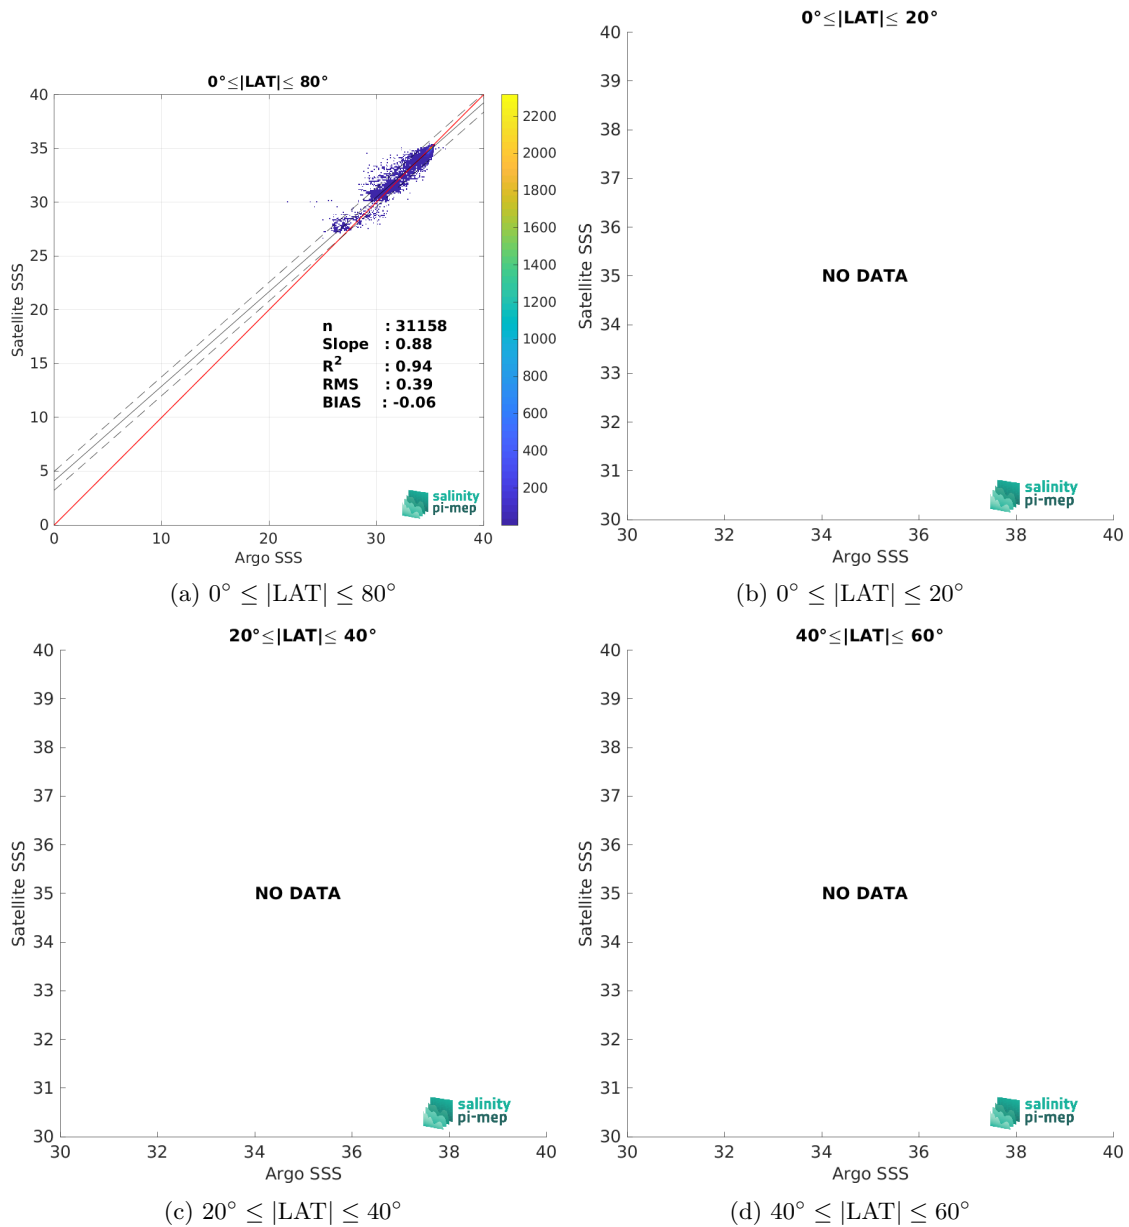 0°≤|LAT|≤ 80°
40
35
30
25
20
15
10
5
0
0
10
20
30
40
Satellite SSS
Argo SSS
n : 31158
Slope : 0.88
R² : 0.94
RMS : 0.39
BIAS : -0.06
salinity
pi-mep
2200
2000
1800
1600
1400
1200
1000
800
600
400
200
(a) 0° ≤ |LAT| ≤ 80°
0°≤|LAT|≤ 20°
40
39
38
37
36
35
34
33
32
31
30
30
32
34
36
38
40
Satellite SSS
NO DATA
Argo SSS
salinity
pi-mep
(b) 0° ≤ |LAT| ≤ 20°
20°≤|LAT|≤ 40°
40
39
38
37
36
35
34
33
32
31
30
30
32
34
36
38
40
Satellite SSS
NO DATA
Argo SSS
salinity
pi-mep
(c) 20° ≤ |LAT| ≤ 40°
40°≤|LAT|≤ 60°
40
39
38
37
36
35
34
33
32
31
30
30
32
34
36
38
40
Satellite SSS
NO DATA
Argo SSS
salinity
pi-mep
(d) 40° ≤ |LAT| ≤ 60°